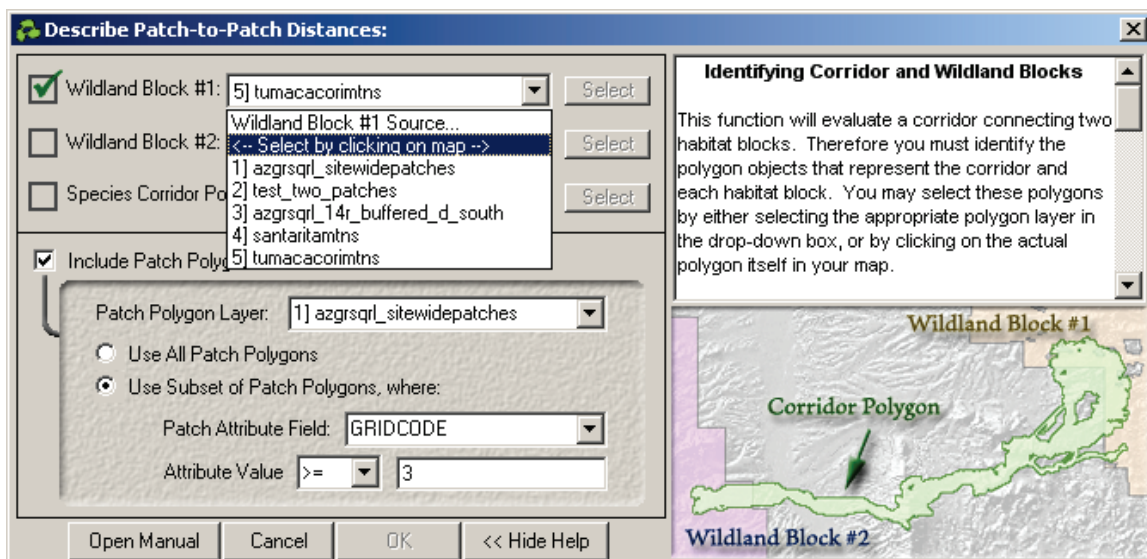 Describe Patch-to-Patch Distances:
Wildland Block #1:
5] tumacacorimtns
Select
Wildland Block #1 Source...
<-- Select by clicking on map -->
1] azgrsqrl_sitewidepatches
2] test_two_patches
3] azgrsqrl_14r_buffered_d_south
4] santaritamtns
5] tumacacorimtns
Wildland Block #2:
Select
Species Corridor Po
Select
Include Patch Polyg
Patch Polygon Layer:
1] azgrsqrl_sitewidepatches
Use All Patch Polygons
Use Subset of Patch Polygons, where:
Patch Attribute Field:
GRIDCODE
Attribute Value
>=
3
Open Manual
Cancel
OK
<< Hide Help
Identifying Corridor and Wildland Blocks
This function will evaluate a corridor connecting two
habitat blocks. Therefore you must identify the
polygon objects that represent the corridor and
each habitat block. You may select these polygons
by either selecting the appropriate polygon layer in
the drop-down box, or by clicking on the actual
polygon itself in your map.
Wildland Block #1
Corridor Polygon
Wildland Block #2